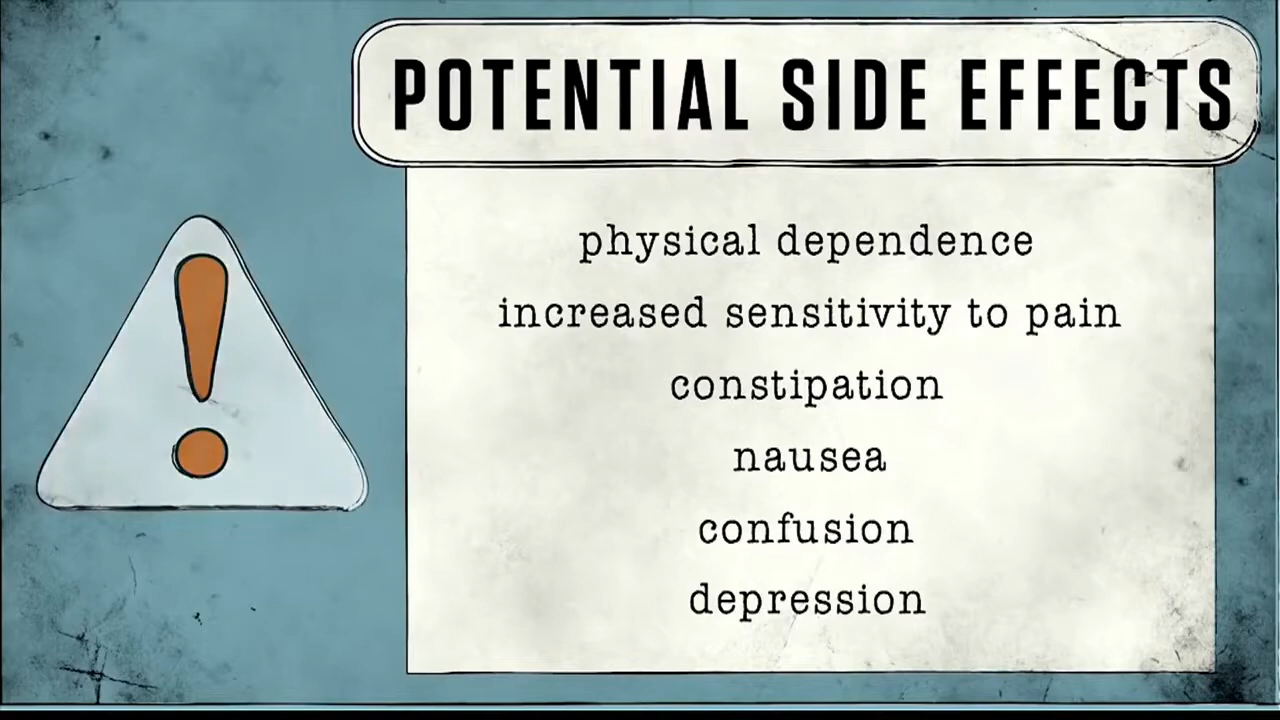 POTENTIAL SIDE EFFECTS
physical dependence
increased sensitivity to pain
constipation
nausea
confusion
depression